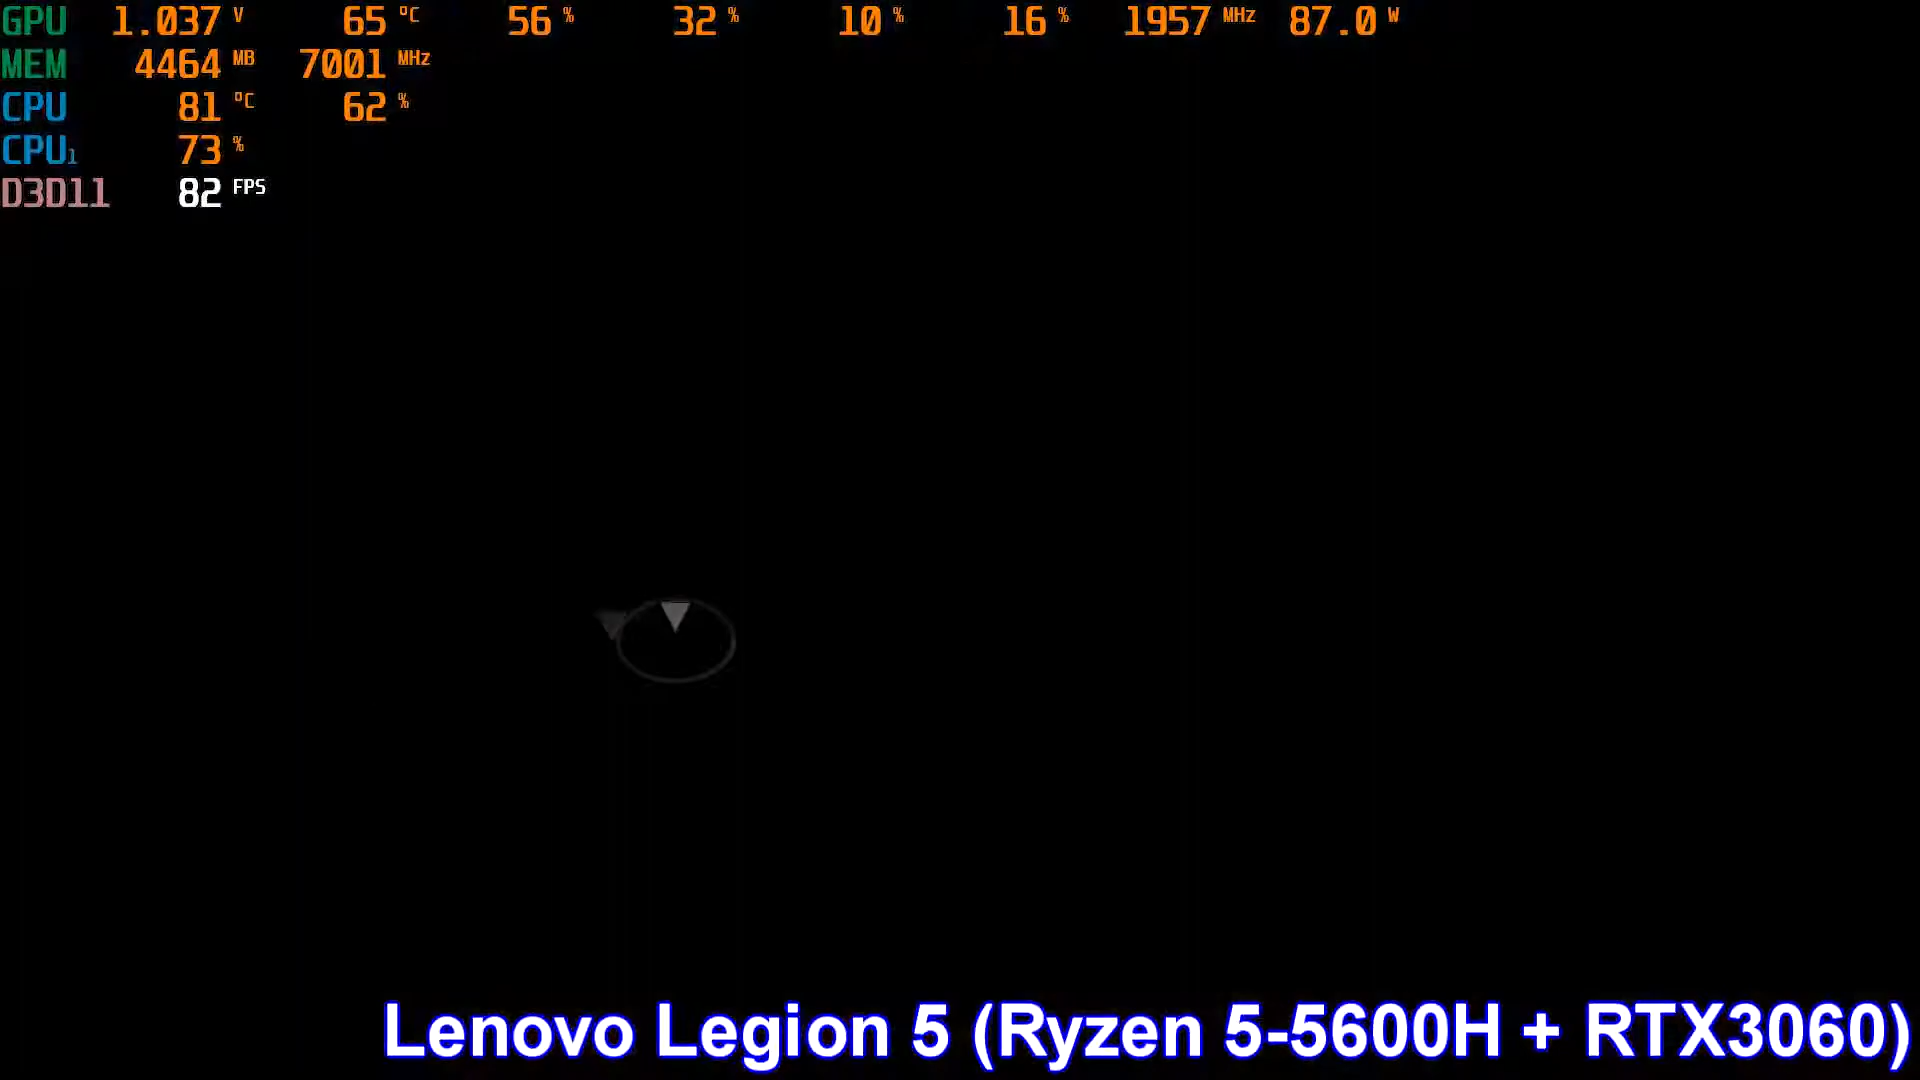 GPU 1.037 V 65 °C 56 % 32 % 10 % 16 % 1957 MHz 87.0 W
MEM 4464 MB 7001 MHz
CPU 81 °C 62 %
CPU1 73 %
D3D11 82 FPS
Lenovo Legion 5 (Ryzen 5-5600H + RTX3060)